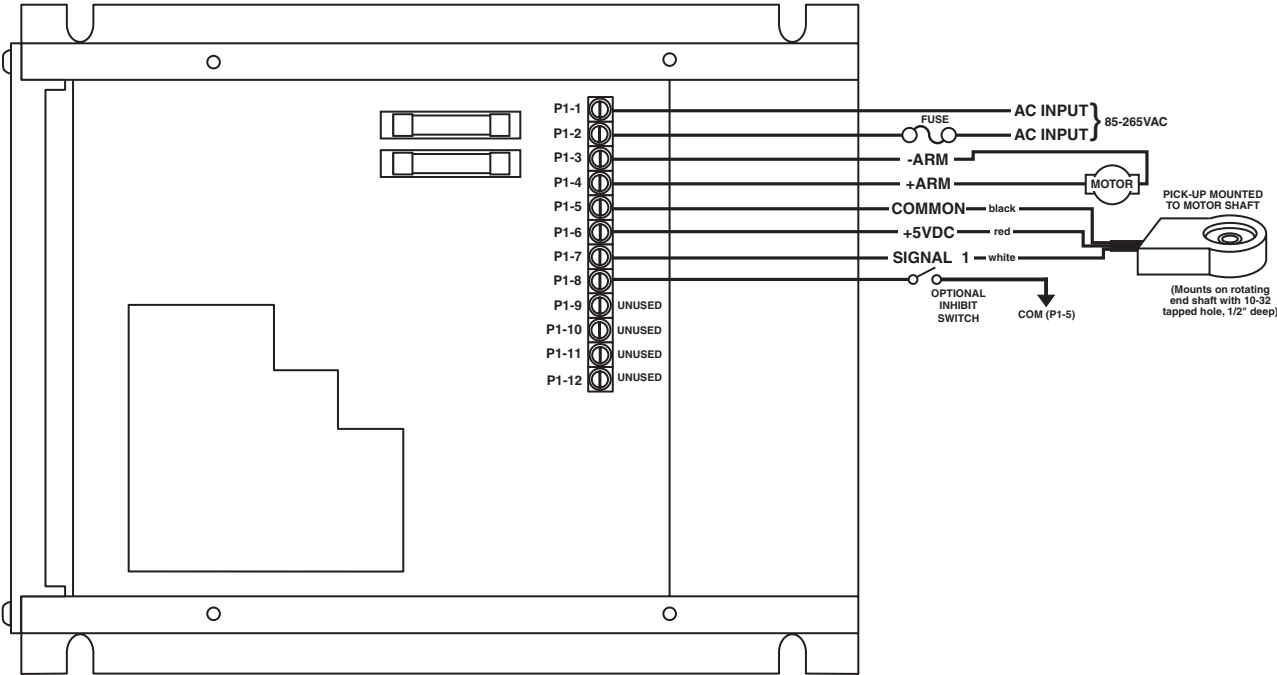 P1-1
P1-2
P1-3
P1-4
P1-5
P1-6
P1-7
P1-8
P1-9 UNUSED
P1-10 UNUSED
P1-11 UNUSED
P1-12 UNUSED
AC INPUT
FUSE
AC INPUT
85-265VAC
-ARM
+ARM
MOTOR
COMMON black
+5VDC red
SIGNAL 1 white
OPTIONAL
INHIBIT
SWITCH
COM (P1-5)
PICK-UP MOUNTED
TO MOTOR SHAFT
(Mounts on rotating
end shaft with 10-32
tapped hole, 1/2" deep)